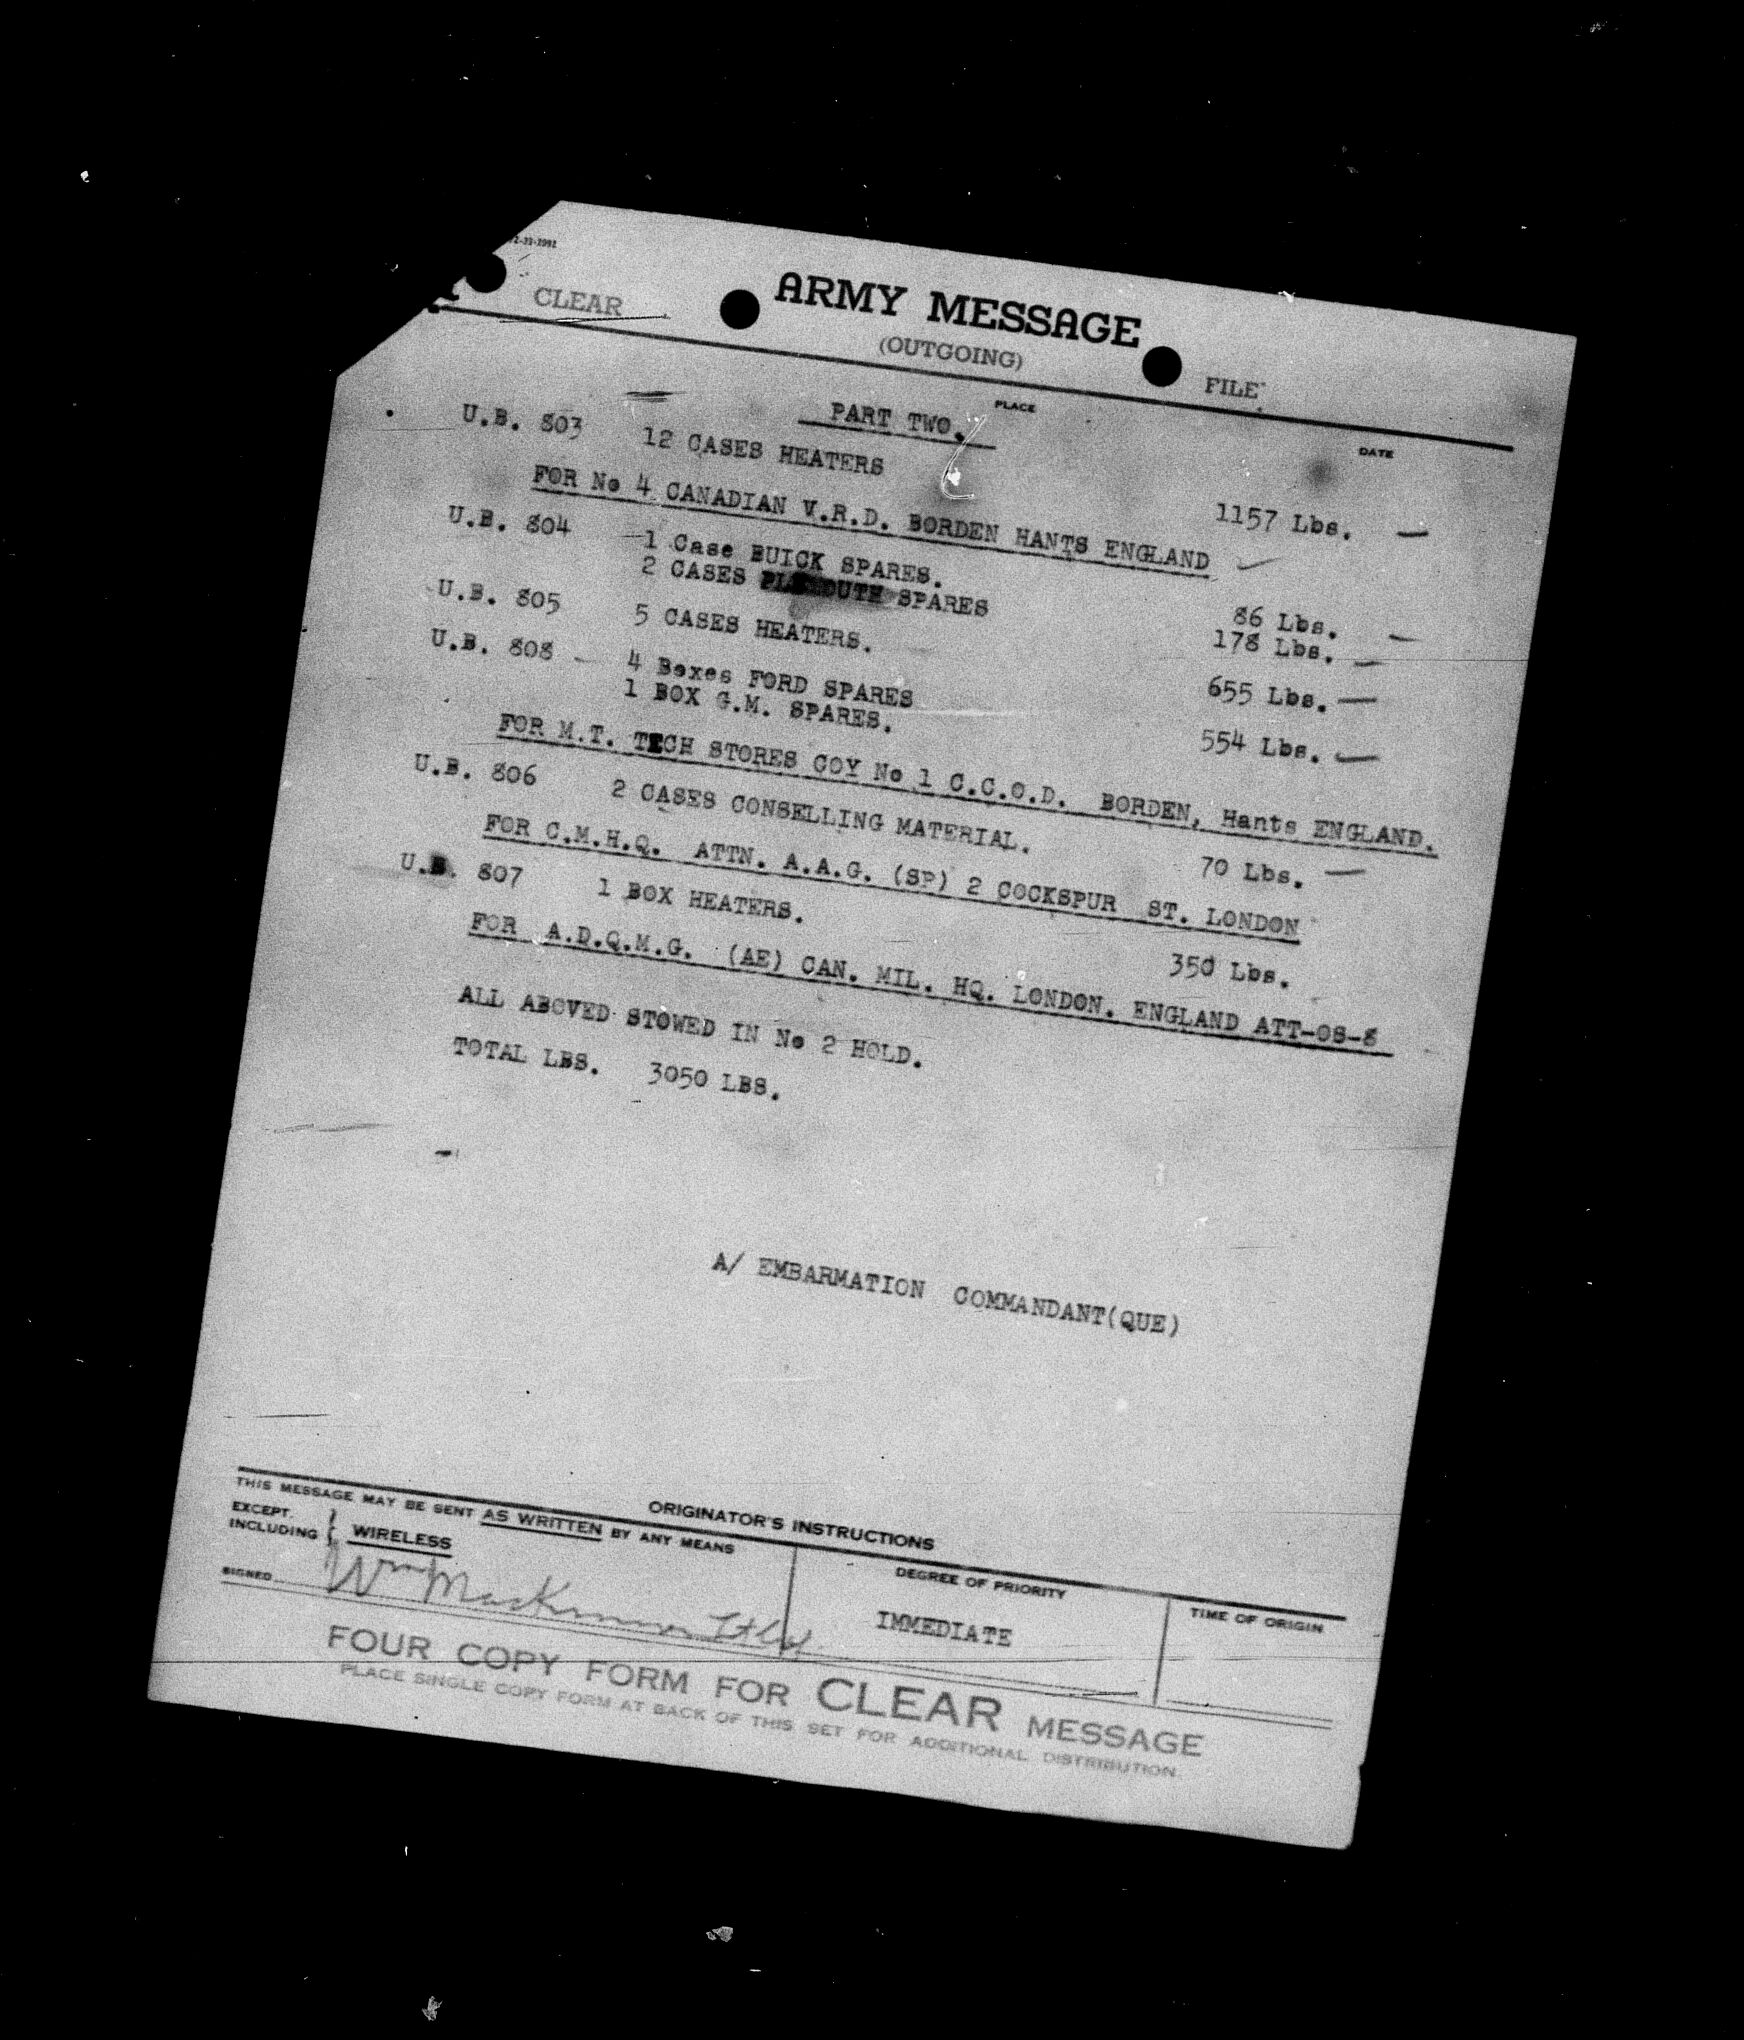 2-33-1991
CLEAR
ARMY MESSAGE
(OUTGOING)
FILE
PLACE
DATE
PART TWO.
U.B. 803 12 CASES HEATERS 1157 Lbs.
FOR No 4 CANADIAN V.R.D. BORDEN HANTS ENGLAND
U.B. 804 1 Case BUICK SPARES. 86 Lbs.
2 CASES PLYMOUTH SPARES 178 Lbs.
U.B. 805 5 CASES HEATERS. 655 Lbs.
U.B. 808 4 Boxes FORD SPARES
1 BOX G.M. SPARES. 554 Lbs.
FOR M.T. TECH STORES COY No 1 C.C.O.D. BORDEN, Hants ENGLAND.
U.B. 806 2 CASES CONSELLING MATERIAL. 70 Lbs.
FOR C.M.H.Q. ATTN. A.A.G. (SP) 2 COCKSPUR ST. LONDON
U.B. 807 1 BOX HEATERS. 350 Lbs.
FOR A.D.Q.M.G. (AE) CAN. MIL. HQ. LONDON. ENGLAND ATT-OS-8
ALL ABOVED STOWED IN No 2 HOLD.
TOTAL LBS. 3050 LBS.
A/ EMBARMATION COMMANDANT(QUE)
ORIGINATOR'S INSTRUCTIONS
THIS MESSAGE MAY BE SENT AS WRITTEN BY ANY MEANS
EXCEPT.
INCLUDING } WIRELESS
DEGREE OF PRIORITY
TIME OF ORIGIN
SIGNED Wm MacKinnon
IMMEDIATE
FOUR COPY FORM FOR CLEAR MESSAGE
PLACE SINGLE COPY FORM AT BACK OF THIS SET FOR ADDITIONAL DISTRIBUTION.